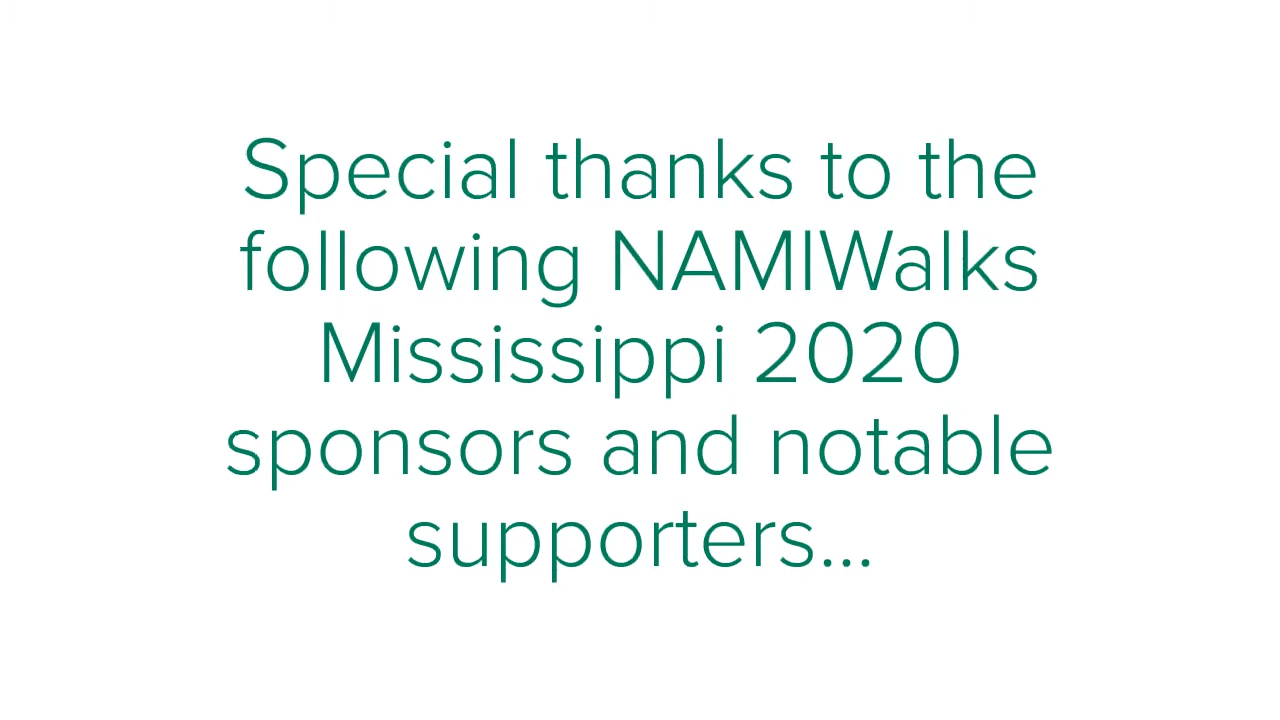 Special thanks to the
following NAMIWalks
Mississippi 2020
sponsors and notable
supporters...